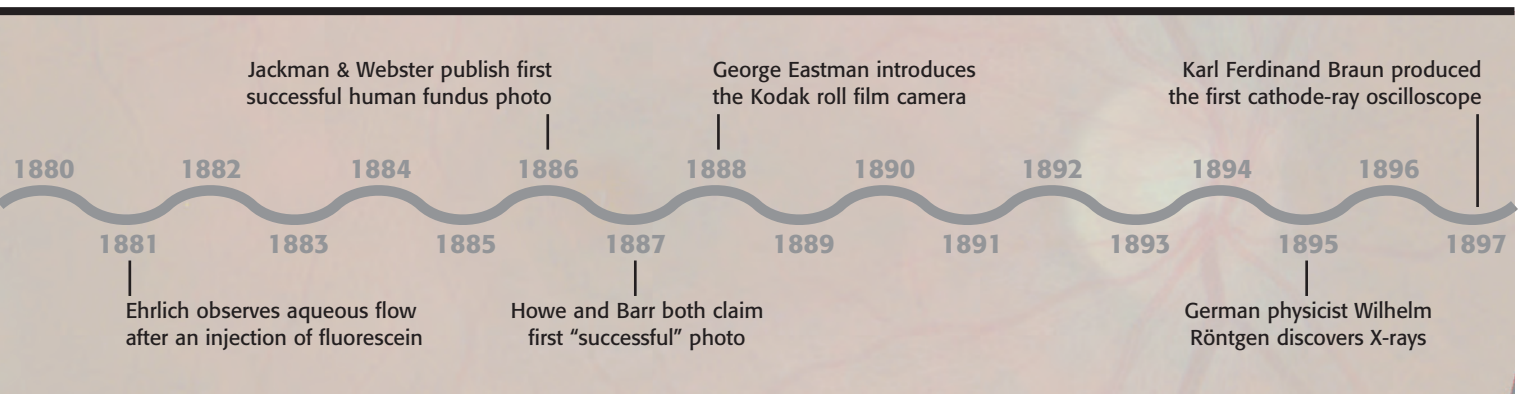 Jackman & Webster publish first
successful human fundus photo
George Eastman introduces
the Kodak roll film camera
Karl Ferdinand Braun produced
the first cathode-ray oscilloscope
1880 1882 1884 1886 1888 1890 1892 1894 1896
1881 1883 1885 1887 1889 1891 1893 1895 1897
Ehrlich observes aqueous flow
after an injection of fluorescein
Howe and Barr both claim
first “successful” photo
German physicist Wilhelm
Röntgen discovers X-rays